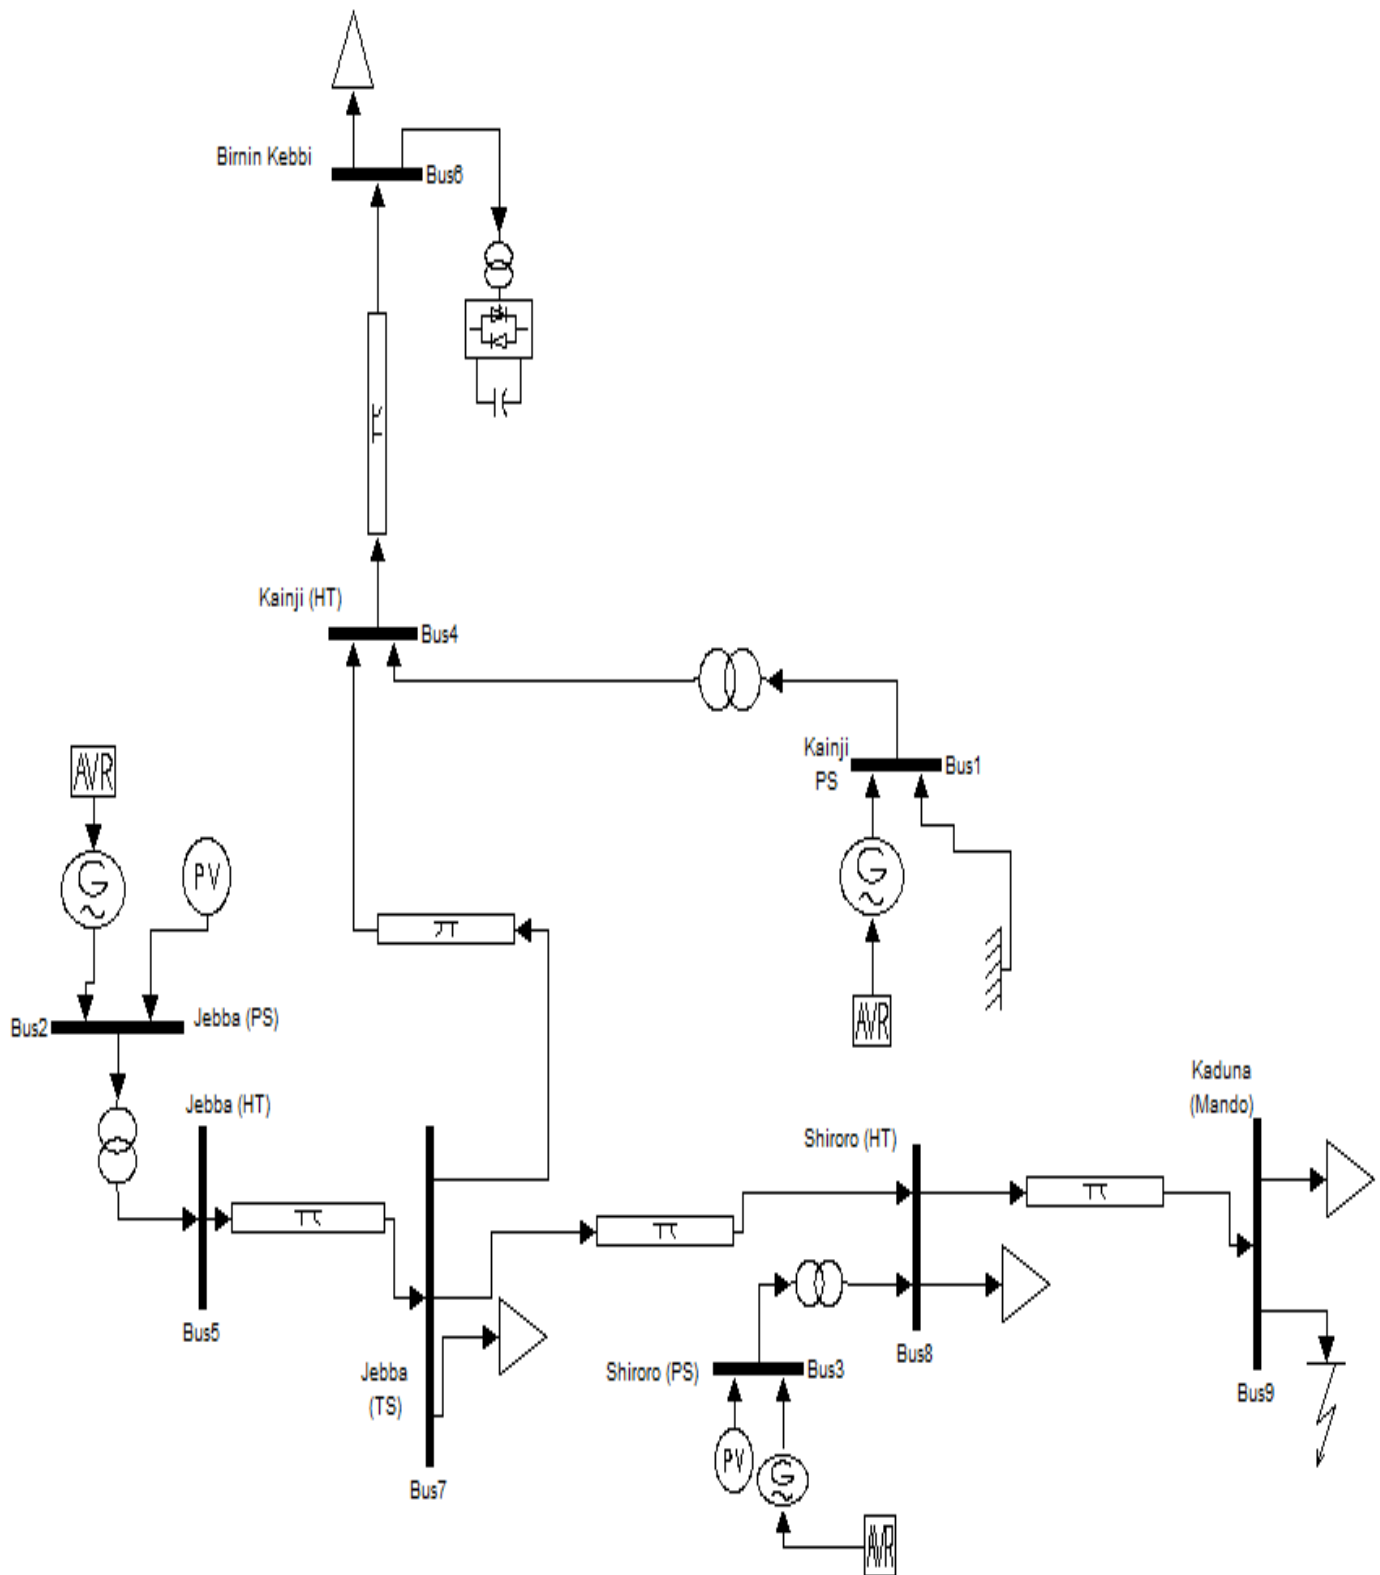 Birnin Kebbi
Bus6
Kainji (HT)
Bus4
Kainji
PS
Bus1
AVR
G
PV
G
AVR
Bus2
Jebba (PS)
Jebba (HT)
Bus5
Jebba
(TS)
Bus7
Shiroro (HT)
Bus8
Shiroro (PS)
Bus3
PV
G
AVR
Kaduna
(Mando)
Bus9